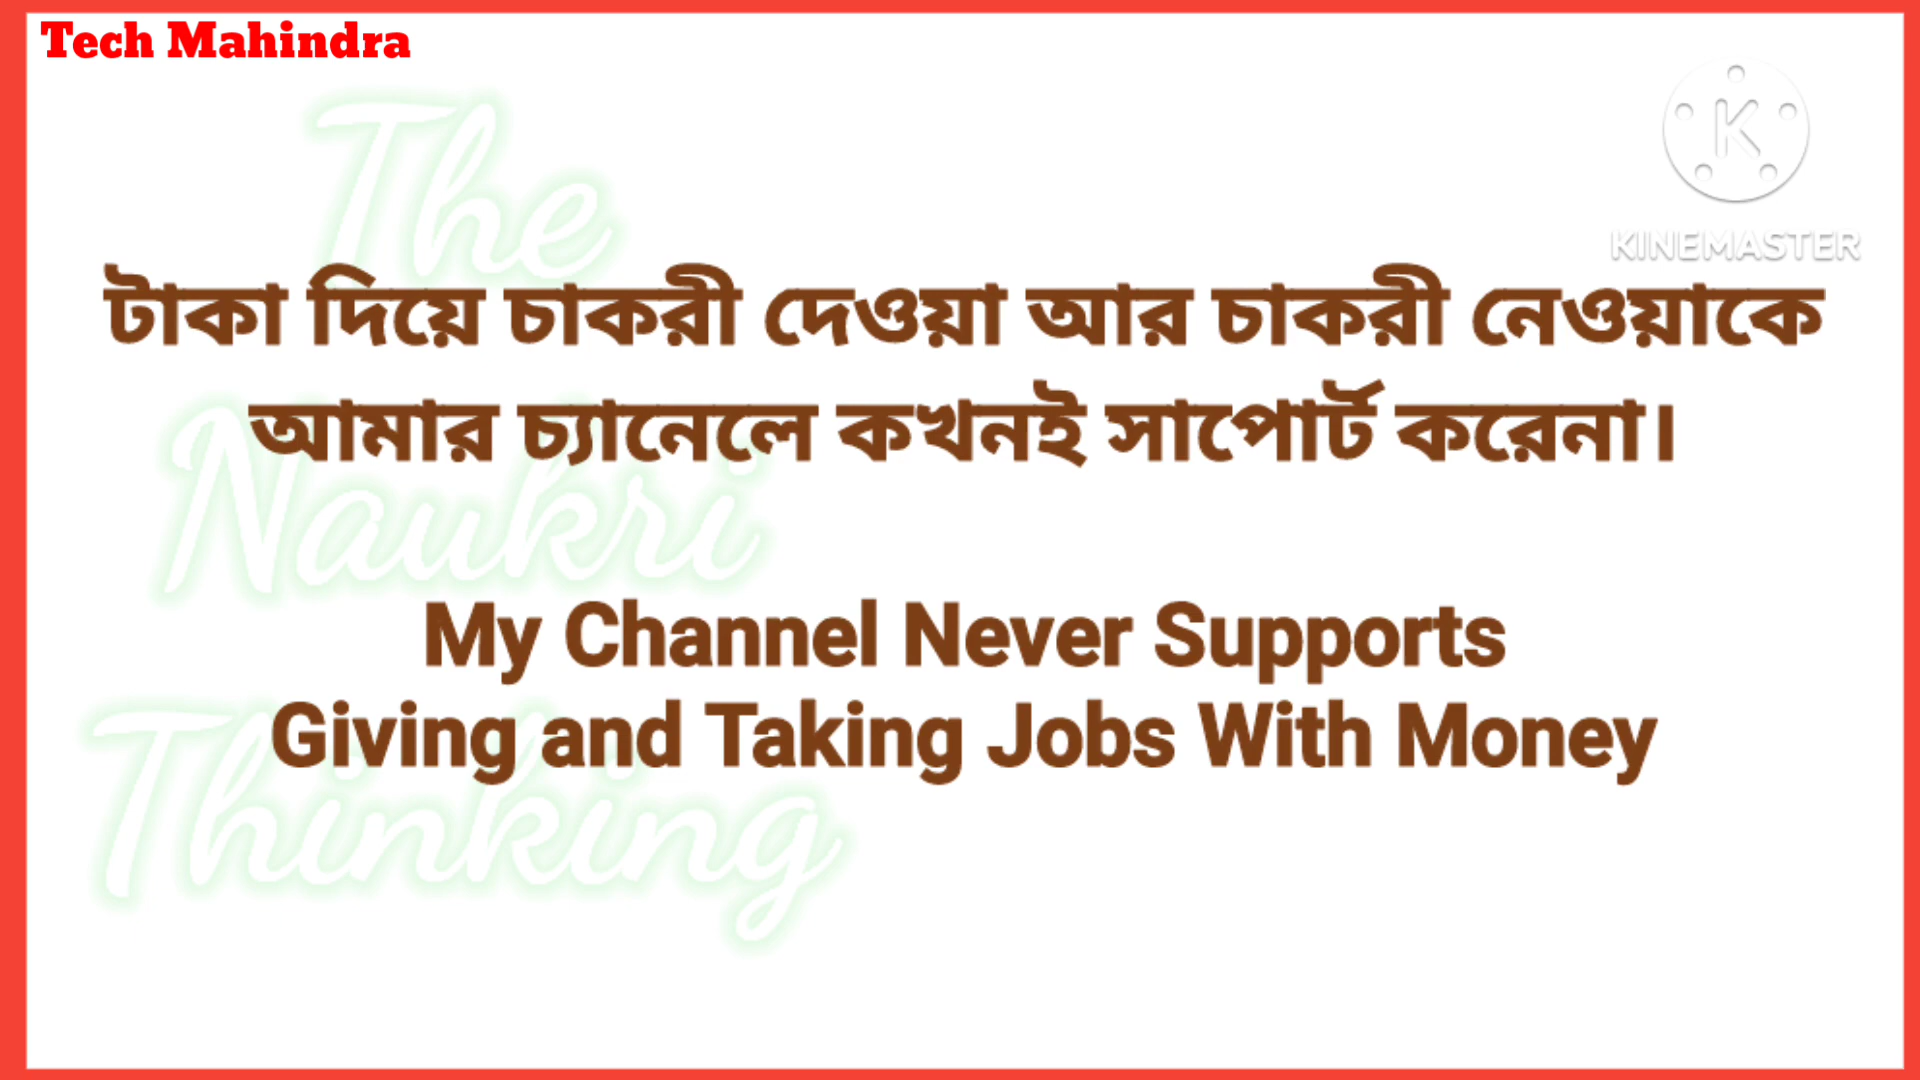 Tech Mahindra
KINEMASTER
The
টাকা দিয়ে চাকরী দেওয়া আর চাকরী নেওয়াকে
আমার চ্যানেলে কখনই সাপোর্ট করেনা।
Naukri
My Channel Never Supports
Giving and Taking Jobs With Money
Thinking